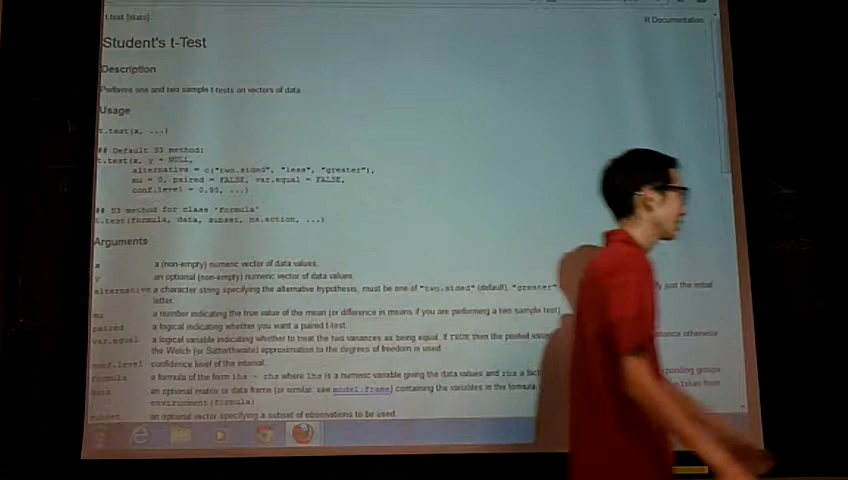 t.test {stats}
R Documentation
Student's t-Test
Description
Performs one and two sample t-tests on vectors of data.
Usage
t.test(x, ...)
## Default S3 method:
t.test(x, y = NULL,
alternative = c("two.sided", "less", "greater"),
mu = 0, paired = FALSE, var.equal = FALSE,
conf.level = 0.95, ...)
## S3 method for class 'formula'
t.test(formula, data, subset, na.action, ...)
Arguments
x a (non-empty) numeric vector of data values.
y an optional (non-empty) numeric vector of data values.
alternative a character string specifying the alternative hypothesis, must be one of "two.sided" (default), "greater" just the initial
letter.
mu a number indicating the true value of the mean (or difference in means if you are performing a two sample test)
paired a logical indicating whether you want a paired t-test.
var.equal a logical variable indicating whether to treat the two variances as being equal. If TRUE then the pooled otherwise
the Welch (or Satterthwaite) approximation to the degrees of freedom is used.
conf.level confidence level of the interval.
formula a formula of the form lhs ~ rhs where lhs is a numeric variable giving the data values and rhs a groups
data an optional matrix or data frame (or similar: see model.frame) containing the variables in the formula taken from
environment(formula)
subset an optional vector specifying a subset of observations to be used.